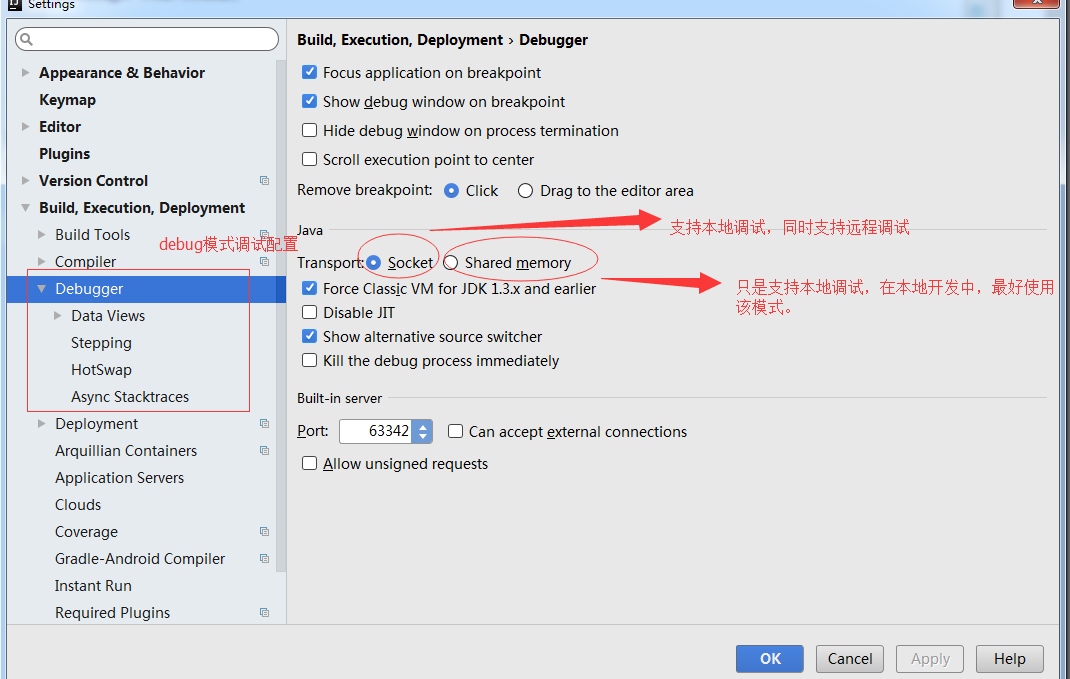 Settings
Appearance & Behavior
Keymap
Editor
Plugins
Version Control
Build, Execution, Deployment
Build Tools
debug模式调试配置
Compiler
Debugger
Data Views
Stepping
HotSwap
Async Stacktraces
Deployment
Arquillian Containers
Application Servers
Clouds
Coverage
Gradle-Android Compiler
Instant Run
Required Plugins
Build, Execution, Deployment › Debugger
Focus application on breakpoint
Show debug window on breakpoint
Hide debug window on process termination
Scroll execution point to center
Remove breakpoint: Click Drag to the editor area
Java
支持本地调试，同时支持远程调试
Transport: Socket Shared memory
Force Classic VM for JDK 1.3.x and earlier
只是支持本地调试，在本地开发中，最好使用
该模式。
Disable JIT
Show alternative source switcher
Kill the debug process immediately
Built-in server
Port: 63342 Can accept external connections
Allow unsigned requests
OK Cancel Apply Help